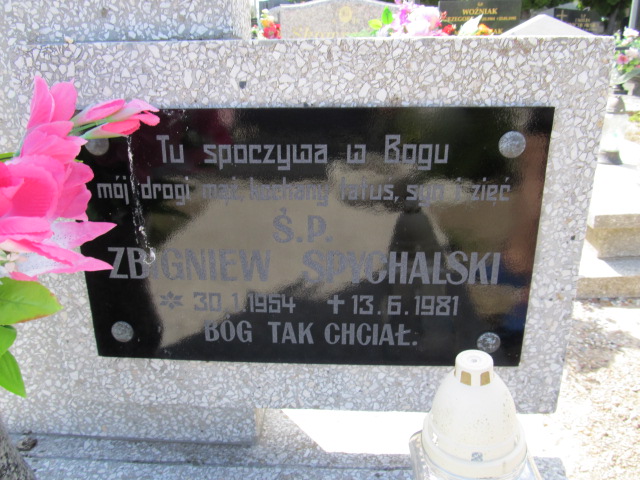 WOŹNIAK
Tu spoczywa w Bogu
mój drogi mąż, kochany tatuś, syn i zięć
Ś.P.
ZBIGNIEW SPYCHALSKI
✲ 30.1.1954 ✝ 13.6.1981
BÓG TAK CHCIAŁ.